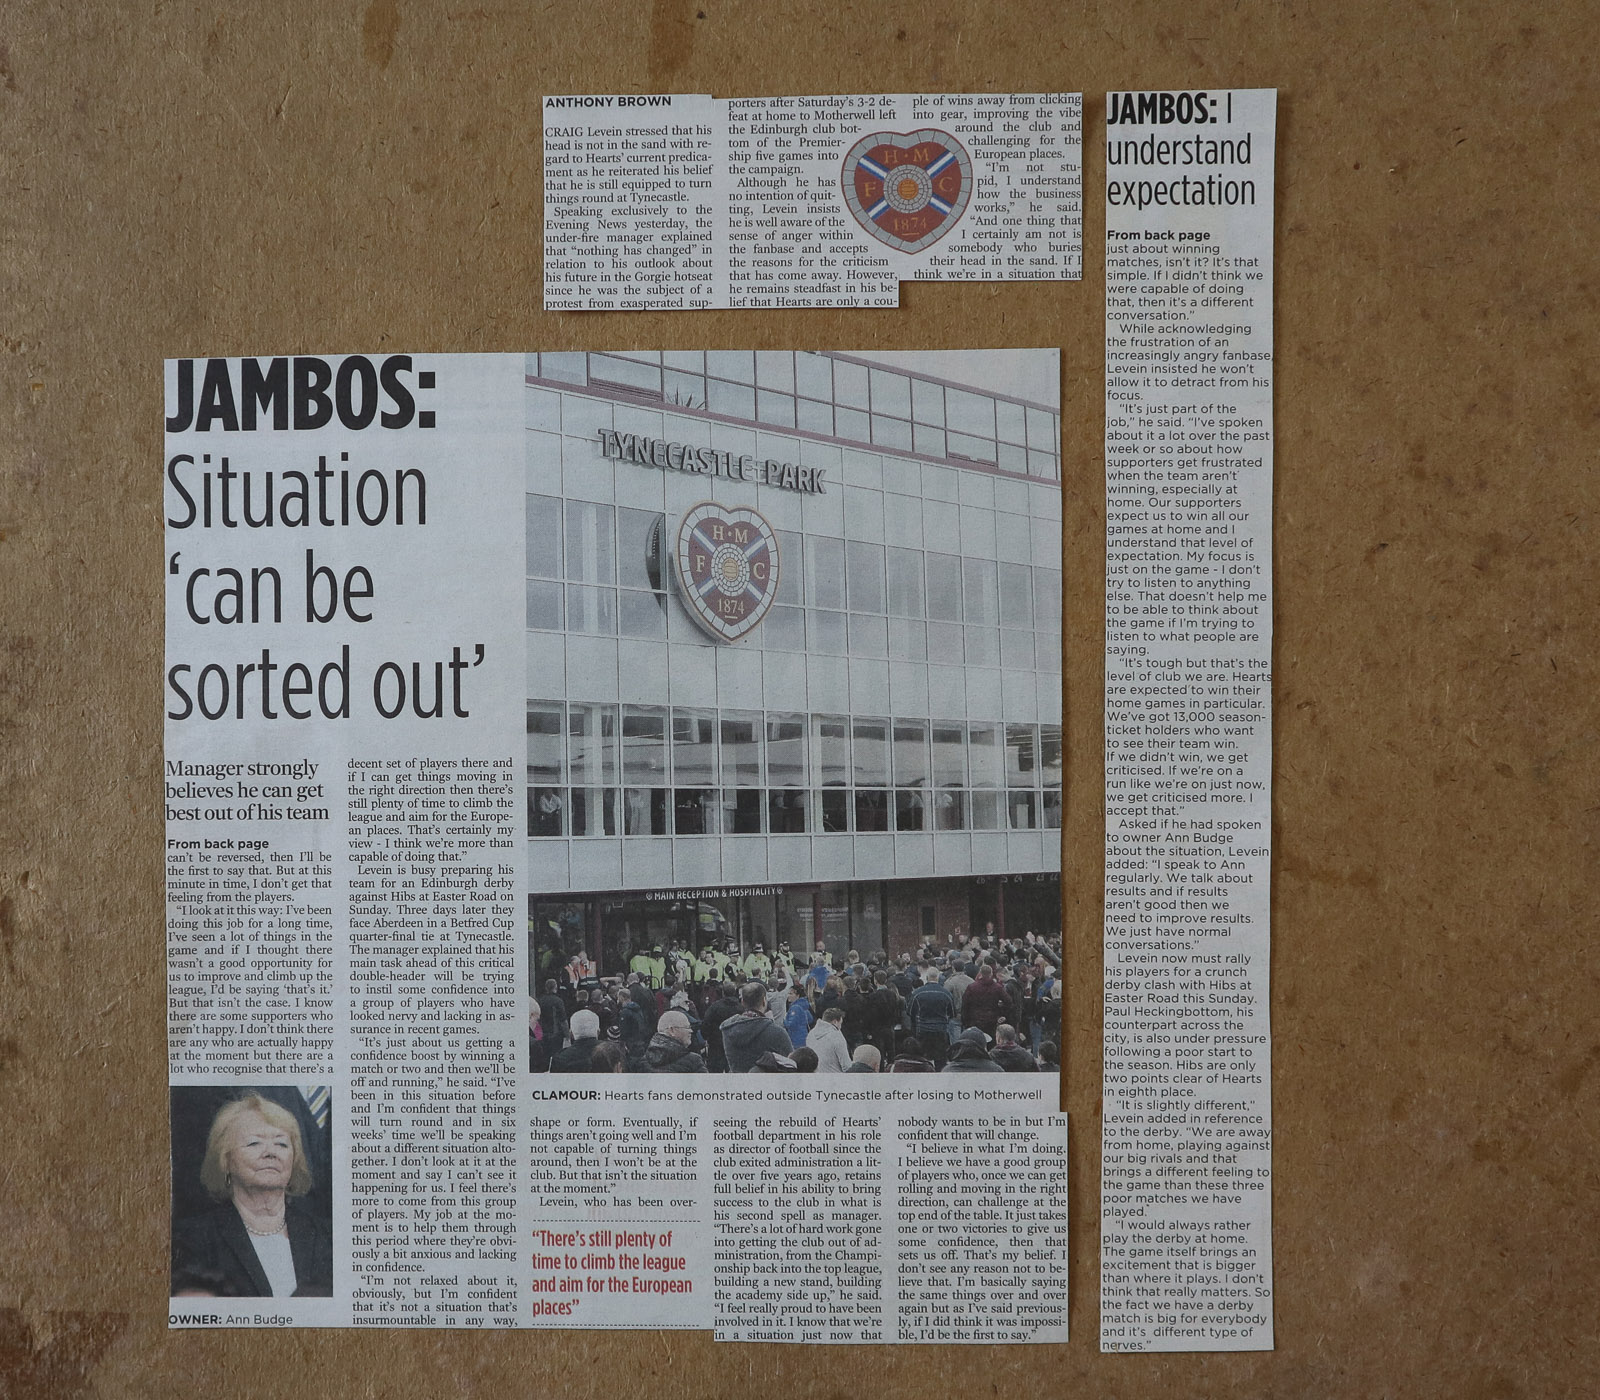 ANTHONY BROWN
CRAIG Levein stressed that his
head is not in the sand with re-
gard to Hearts' current predica-
ment as he reiterated his belief
that he is still equipped to turn
things round at Tynecastle.
Speaking exclusively to the
Evening News yesterday, the
under-fire manager explained
that "nothing has changed" in
relation to his outlook about
his future in the Gorgie hotseat
since he was the subject of a
protest from exasperated sup-
porters after Saturday's 3-2 de-
feat at home to Motherwell left
the Edinburgh club bot-
tom of the Premier-
ship five games into
the campaign.
Although he has
no intention of quit-
ting, Levein insists
he is well aware of the
sense of anger within
the fanbase and accepts
the reasons for the criticism
that has come away. However,
he remains steadfast in his be-
lief that Hearts are only a cou-
ple of wins away from clicking
into gear, improving the vibe
around the club and
challenging for the
European places.
"I'm not stu-
pid, I understand
how the business
works," he said.
"And one thing that
I certainly am not is
somebody who buries
their head in the sand. If I
think we're in a situation that
H·M
F C
1874
JAMBOS:
Situation
'can be
sorted out'
Manager strongly
believes he can get
best out of his team
From back page
can't be reversed, then I'll be
the first to say that. But at this
minute in time, I don't get that
feeling from the players.
"I look at it this way: I've been
doing this job for a long time,
I've seen a lot of things in the
game and if I thought there
wasn't a good opportunity for
us to improve and climb up the
league, I'd be saying 'that's it.'
But that isn't the case. I know
there are some supporters who
aren't happy. I don't think there
are any who are actually happy
at the moment but there are a
lot who recognise that there's a
OWNER: Ann Budge
decent set of players there and
if I can get things moving in
the right direction then there's
still plenty of time to climb the
league and aim for the Europe-
an places. That's certainly my
view - I think we're more than
capable of doing that."
Levein is busy preparing his
team for an Edinburgh derby
against Hibs at Easter Road on
Sunday. Three days later they
face Aberdeen in a Betfred Cup
quarter-final tie at Tynecastle.
The manager explained that his
main task ahead of this critical
double-header will be trying
to instil some confidence into
a group of players who have
looked nervy and lacking in as-
surance in recent games.
"It's just about us getting a
confidence boost by winning a
match or two and then we'll be
off and running," he said. "I've
been in this situation before
and I'm confident that things
will turn round and in six
weeks' time we'll be speaking
about a different situation alto-
gether. I don't look at it at the
moment and say I can't see it
happening for us. I feel there's
more to come from this group
of players. My job at the mo-
ment is to help them through
this period where they're obvi-
ously a bit anxious and lacking
in confidence.
"I'm not relaxed about it,
obviously, but I'm confident
that it's not a situation that's
insurmountable in any way,
TYNECASTLE PARK
H·M
F C
1874
MAIN RECEPTION & HOSPITALITY
CLAMOUR: Hearts fans demonstrated outside Tynecastle after losing to Motherwell
shape or form. Eventually, if
things aren't going well and I'm
not capable of turning things
around, then I won't be at the
club. But that isn't the situation
at the moment."
Levein, who has been over-
"There's still plenty of
time to climb the league
and aim for the European
places"
seeing the rebuild of Hearts'
football department in his role
as director of football since the
club exited administration a lit-
tle over five years ago, retains
full belief in his ability to bring
success to the club in what is
his second spell as manager.
"There's a lot of hard work gone
into getting the club out of ad-
ministration, from the Champi-
onship back into the top league,
building a new stand, building
the academy side up," he said.
"I feel really proud to have been
involved in it. I know that we're
in a situation just now that
nobody wants to be in but I'm
confident that will change.
"I believe in what I'm doing.
I believe we have a good group
of players who, once we can get
rolling and moving in the right
direction, can challenge at the
top end of the table. It just takes
one or two victories to give us
some confidence, then that
sets us off. That's my belief. I
don't see any reason not to be-
lieve that. I'm basically saying
the same things over and over
again but as I've said previous-
ly, if I did think it was impossi-
ble, I'd be the first to say."
JAMBOS: I
understand
expectation
From back page
just about winning
matches, isn't it? It's that
simple. If I didn't think we
were capable of doing
that, then it's a different
conversation."
While acknowledging
the frustration of an
increasingly angry fanbase,
Levein insisted he won't
allow it to detract from his
focus.
"It's just part of the
job," he said. "I've spoken
about it a lot over the past
week or so about how
supporters get frustrated
when the team aren't
winning, especially at
home. Our supporters
expect us to win all our
games at home and I
understand that level of
expectation. My focus is
just on the game - I don't
try to listen to anything
else. That doesn't help me
to be able to think about
the game if I'm trying to
listen to what people are
saying.
"It's tough but that's the
level of club we are. Hearts
are expected to win their
home games in particular.
We've got 13,000 season-
ticket holders who want
to see their team win.
If we didn't win, we get
criticised. If we're on a
run like we're on just now,
we get criticised more. I
accept that."
Asked if he had spoken
to owner Ann Budge
about the situation, Levein
added: "I speak to Ann
regularly. We talk about
results and if results
aren't good then we
need to improve results.
We just have normal
conversations."
Levein now must rally
his players for a crunch
derby clash with Hibs at
Easter Road this Sunday.
Paul Heckingbottom, his
counterpart across the
city, is also under pressure
following a poor start to
the season. Hibs are only
two points clear of Hearts
in eighth place.
"It is slightly different,"
Levein added in reference
to the derby. "We are away
from home, playing against
our big rivals and that
brings a different feeling to
the game than these three
poor matches we have
played.
"I would always rather
play the derby at home.
The game itself brings an
excitement that is bigger
than where it plays. I don't
think that really matters. So
the fact we have a derby
match is big for everybody
and it's different type of
nerves."